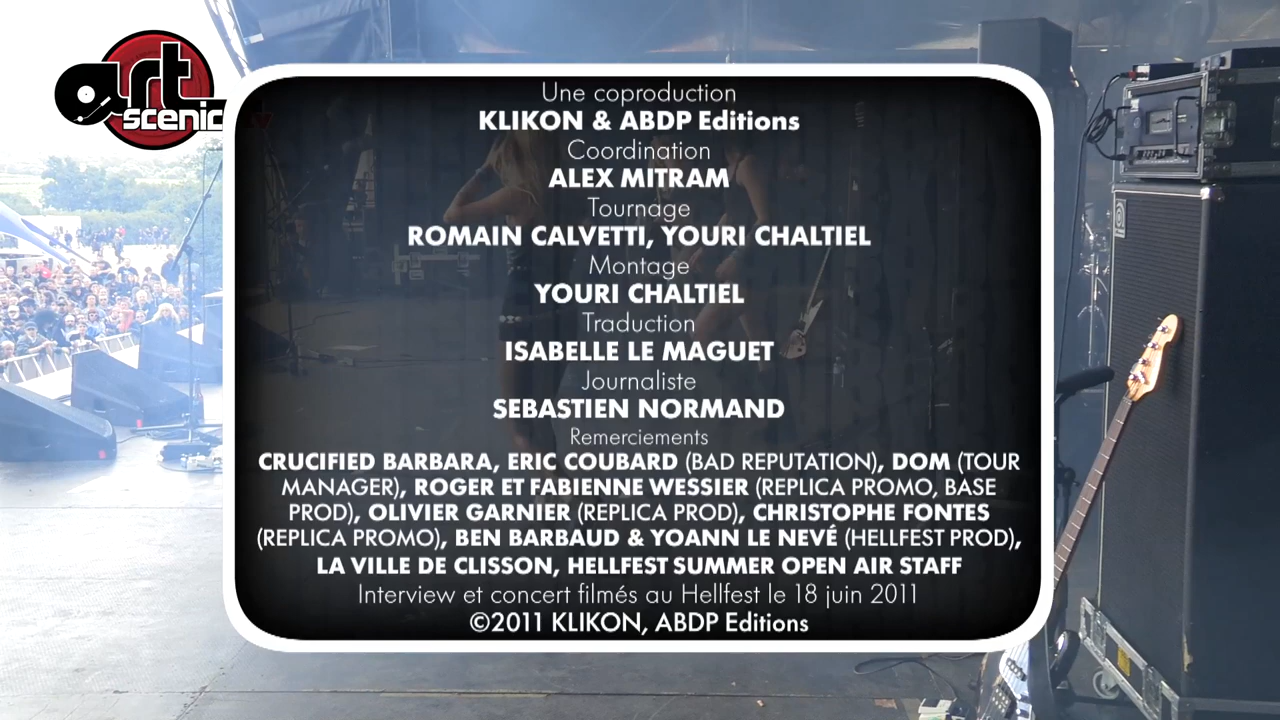 art
scenic
Une coproduction
KLIKON & ABDP Editions
Coordination
ALEX MITRAM
Tournage
ROMAIN CALVETTI, YOURI CHALTIEL
Montage
YOURI CHALTIEL
Traduction
ISABELLE LE MAGUET
Journaliste
SEBASTIEN NORMAND
Remerciements
CRUCIFIED BARBARA, ERIC COUBARD (BAD REPUTATION), DOM (TOUR
MANAGER), ROGER ET FABIENNE WESSIER (REPLICA PROMO, BASE
PROD), OLIVIER GARNIER (REPLICA PROD), CHRISTOPHE FONTES
(REPLICA PROMO), BEN BARBAUD & YOANN LE NEVÉ (HELLFEST PROD),
LA VILLE DE CLISSON, HELLFEST SUMMER OPEN AIR STAFF
Interview et concert filmés au Hellfest le 18 juin 2011
©2011 KLIKON, ABDP Editions